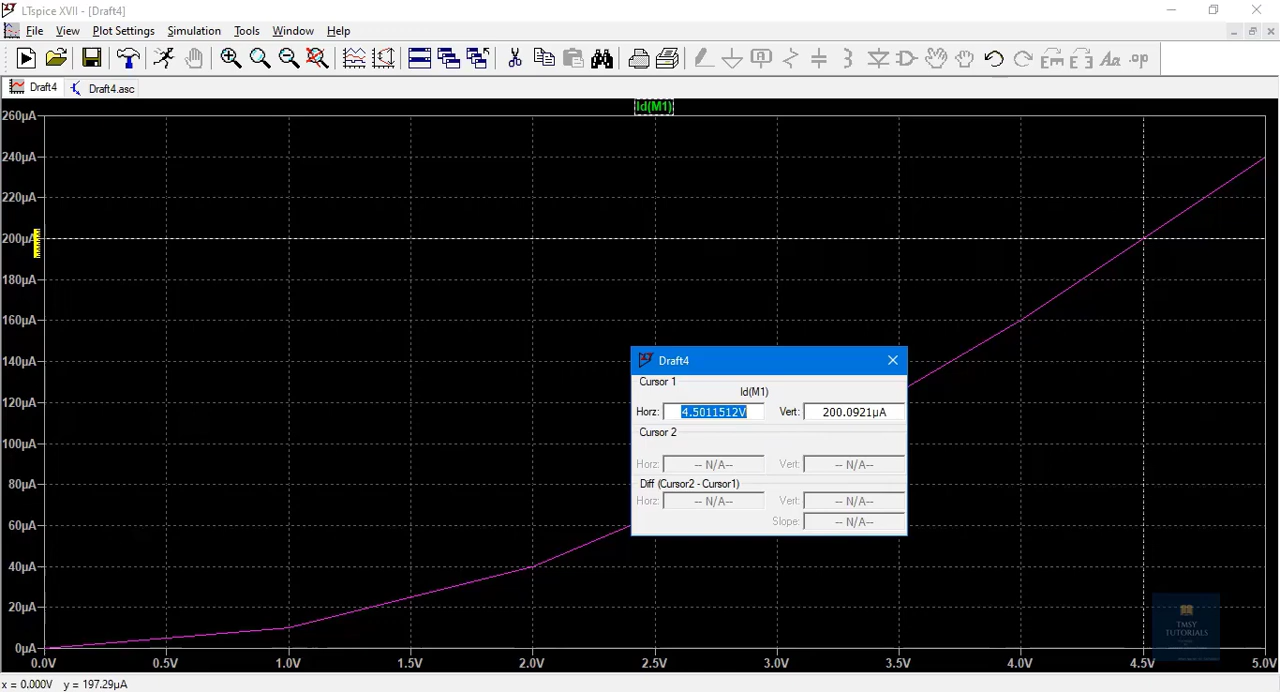 LTspice XVII - [Draft4]
File View Plot Settings Simulation Tools Window Help
Draft4 Draft4.asc
Id(M1)
260µA
240µA
220µA
200µA
180µA
160µA
140µA
120µA
100µA
80µA
60µA
40µA
20µA
0µA
0.0V 0.5V 1.0V 1.5V 2.0V 2.5V 3.0V 3.5V 4.0V 4.5V 5.0V
Draft4
Cursor 1
Id(M1)
Horz: 4.5011512V Vert: 200.0921µA
Cursor 2
Horz: -- N/A-- Vert: -- N/A--
Diff (Cursor2 - Cursor1)
Horz: -- N/A-- Vert: -- N/A--
Slope: -- N/A--
TMSY
TUTORIALS
x = 0.000V y = 197.29µA